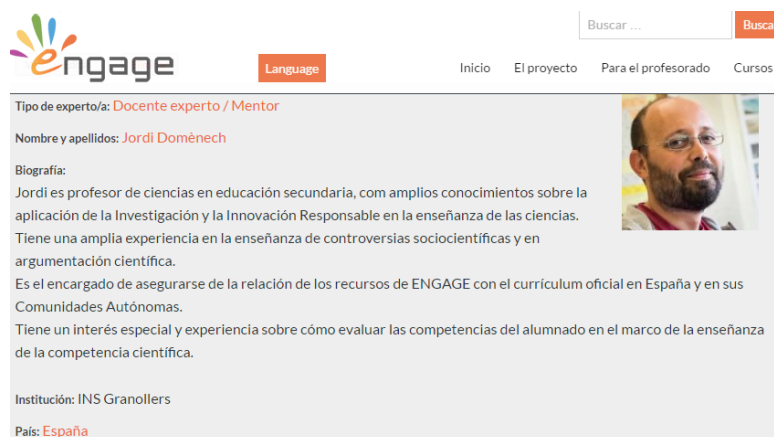 engage
Language
Buscar ...
Busca
Inicio El proyecto Para el profesorado Cursos
Tipo de experto/a: Docente experto / Mentor
Nombre y apellidos: Jordi Domènech
Biografía:
Jordi es profesor de ciencias en educación secundaria, com amplios conocimientos sobre la
aplicación de la Investigación y la Innovación Responsable en la enseñanza de las ciencias.
Tiene una amplia experiencia en la enseñanza de controversias sociocientíficas y en
argumentación científica.
Es el encargado de asegurarse de la relación de los recursos de ENGAGE con el currículum oficial en España y en sus
Comunidades Autónomas.
Tiene un interés especial y experiencia sobre cómo evaluar las competencias del alumnado en el marco de la enseñanza
de la competencia científica.
Institución: INS Granollers
País: España